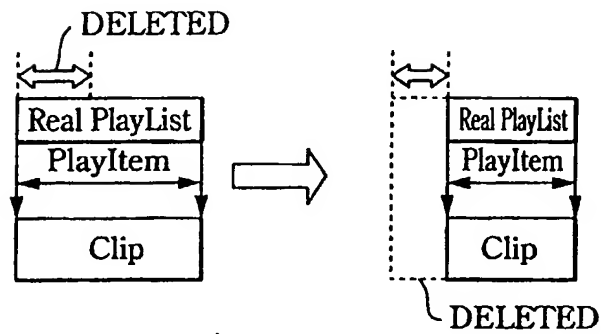 DELETED
Real PlayList
PlayItem
Clip
Real PlayList
PlayItem
Clip
DELETED